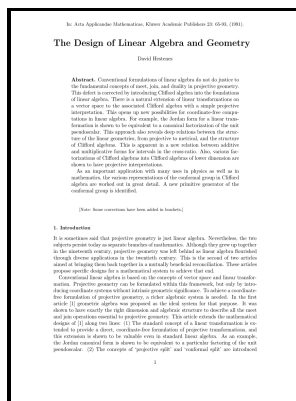 In: Acta Applicandae Mathematicae, Kluwer Academic Publishers 23: 65-93, (1991).
The Design of Linear Algebra and Geometry
David Hestenes
Abstract. Conventional formulations of linear algebra do not do justice to
the fundamental concepts of meet, join, and duality in projective geometry.
This defect is corrected by introducing Clifford algebra into the foundations
of linear algebra. There is a natural extension of linear transformations on
a vector space to the associated Clifford algebra with a simple projective
interpretation. This opens up new possibilities for coordinate-free compu-
tations in linear algebra. For example, the Jordan form for a linear trans-
formation is shown to be equivalent to a canonical factorization of the unit
pseudoscalar. This approach also reveals deep relations between the struc-
ture of the linear geometries, from projective to metrical, and the structure
of Clifford algebras. This is apparent in a new relation between additive
and multiplicative forms for intervals in the cross-ratio. Also, various fac-
torizations of Clifford algebras into Clifford algebras of lower dimension are
shown to have projective interpretations.
As an important application with many uses in physics as well as in
mathematics, the various representations of the conformal group in Clifford
algebra are worked out in great detail. A new primitive generator of the
conformal group is identified.
[Note: Some corrections have been added in brackets.]
1. Introduction
It is sometimes said that projective geometry is just linear algebra. Nevertheless, the two
subjects persist today as separate branches of mathematics. Although they grew up together
in the nineteenth century, projective geometry was left behind as linear algebra flourished
through diverse applications in the twentieth century. This is the second of two articles
aimed at bringing them back together in a mutually beneficial reconciliation. These articles
propose specific designs for a mathematical system to achieve that end.
Conventional linear algebra is based on the concepts of vector space and linear transfor-
mation. Projective geometry can be formulated within this framework, but only by intro-
ducing coordinate systems without intrinsic geometric significance. To achieve a coordinate-
free formulation of projective geometry, a richer algebraic system is needed. In the first
article [1] geometric algebra was proposed as the ideal system for that purpose. It was
shown to have exactly the right dimension and algebraic structure to describe all the meet
and join operations essential to projective geometry. This article extends the mathematical
designs of [1] along two lines: (1) The standard concept of a linear transformation is ex-
tended to provide a direct, coordinate-free formulation of projective transformations, and
this extension is shown to be valuable even in standard linear algebra. As an example,
the Jordan canonical form is shown to be equivalent to a particular factoring of the unit
pseudoscalar. (2) The concepts of 'projective split' and 'conformal split' are introduced
1